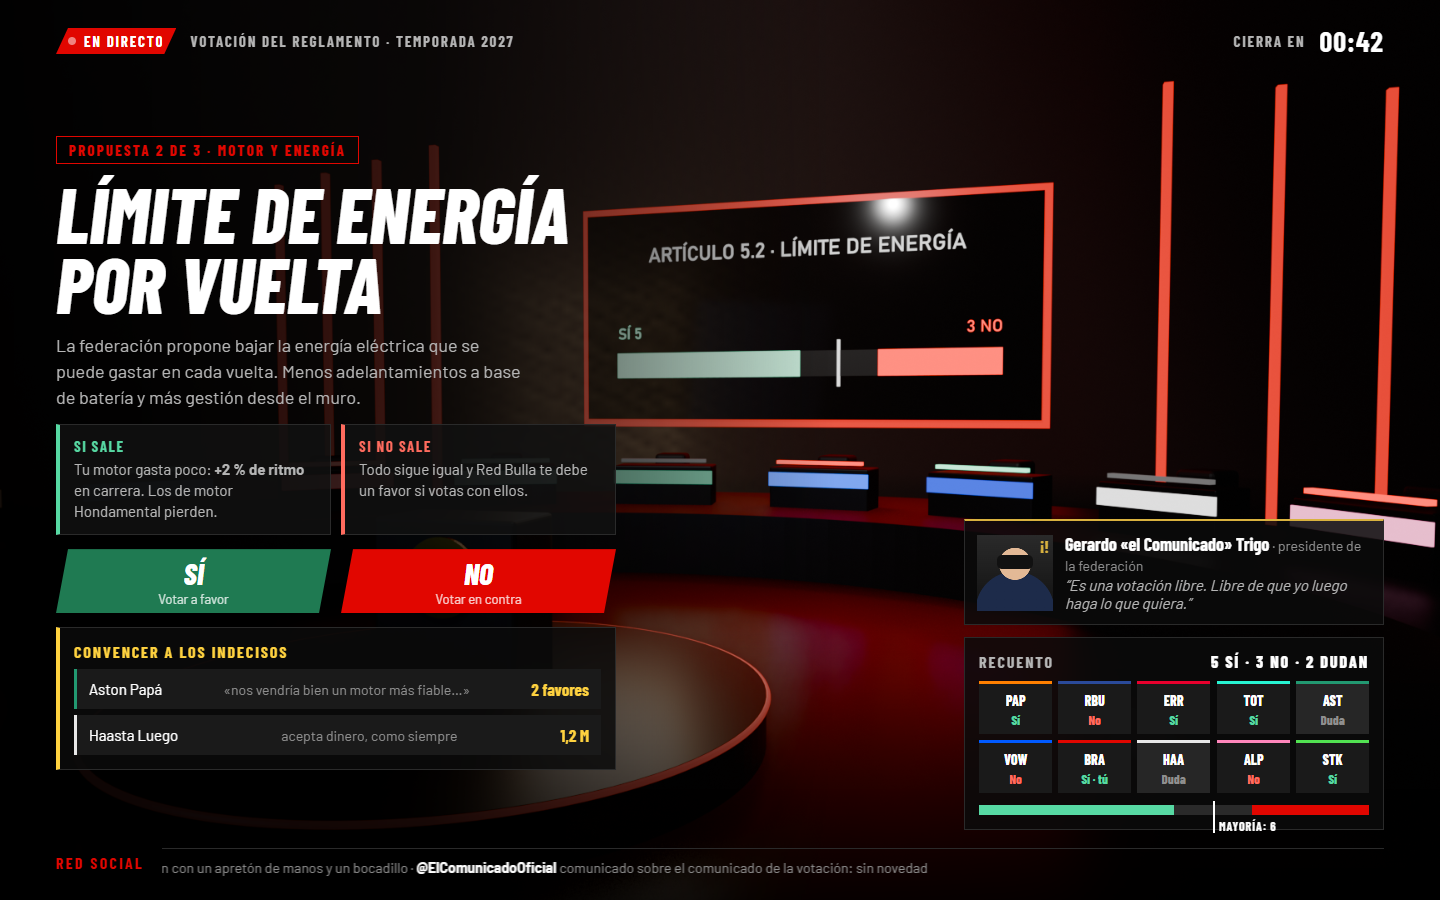 EN DIRECTO
VOTACIÓN DEL REGLAMENTO · TEMPORADA 2027
CIERRA EN 00:42
PROPUESTA 2 DE 3 · MOTOR Y ENERGÍA
LÍMITE DE ENERGÍA
POR VUELTA
La federación propone bajar la energía eléctrica que se
puede gastar en cada vuelta. Menos adelantamientos a base
de batería y más gestión desde el muro.
ARTÍCULO 5.2 · LÍMITE DE ENERGÍA
SÍ 5
3 NO
SI SALE
Tu motor gasta poco: +2 % de ritmo
en carrera. Los de motor
Hondamental pierden.
SI NO SALE
Todo sigue igual y Red Bulla te debe
un favor si votas con ellos.
SÍ
Votar a favor
NO
Votar en contra
CONVENCER A LOS INDECISOS
Aston Papá «nos vendría bien un motor más fiable...» 2 favores
Haasta Luego acepta dinero, como siempre 1,2 M
¡!
Gerardo «el Comunicado» Trigo · presidente de
la federación
“Es una votación libre. Libre de que yo luego
haga lo que quiera.”
RECUENTO 5 SÍ · 3 NO · 2 DUDAN
PAP RBU ERR TOT AST
Sí No Sí Sí Duda
VOW BRA HAA ALP STK
No Sí · tú Duda No Sí
MAYORÍA: 6
RED SOCIAL
n con un apretón de manos y un bocadillo · @ElComunicadoOficial comunicado sobre el comunicado de la votación: sin novedad